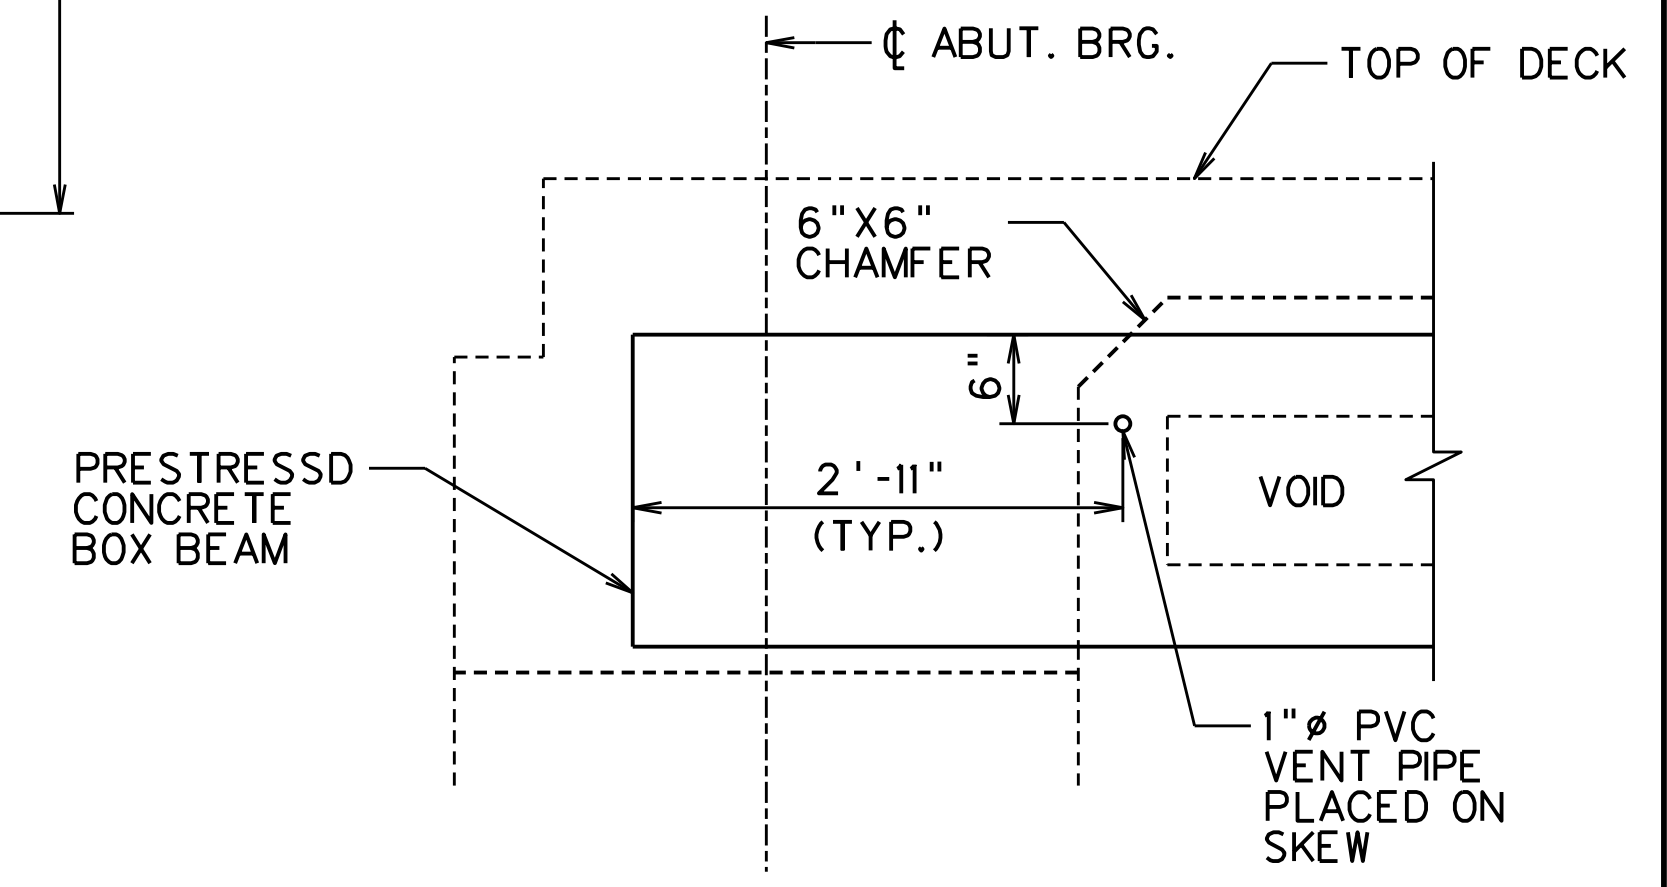 ℄ ABUT. BRG.
TOP OF DECK
6"X6"
CHAMFER
6"
PRESTRESSD
CONCRETE
BOX BEAM
2'-11"
(TYP.)
VOID
1"ø PVC
VENT PIPE
PLACED ON
SKEW